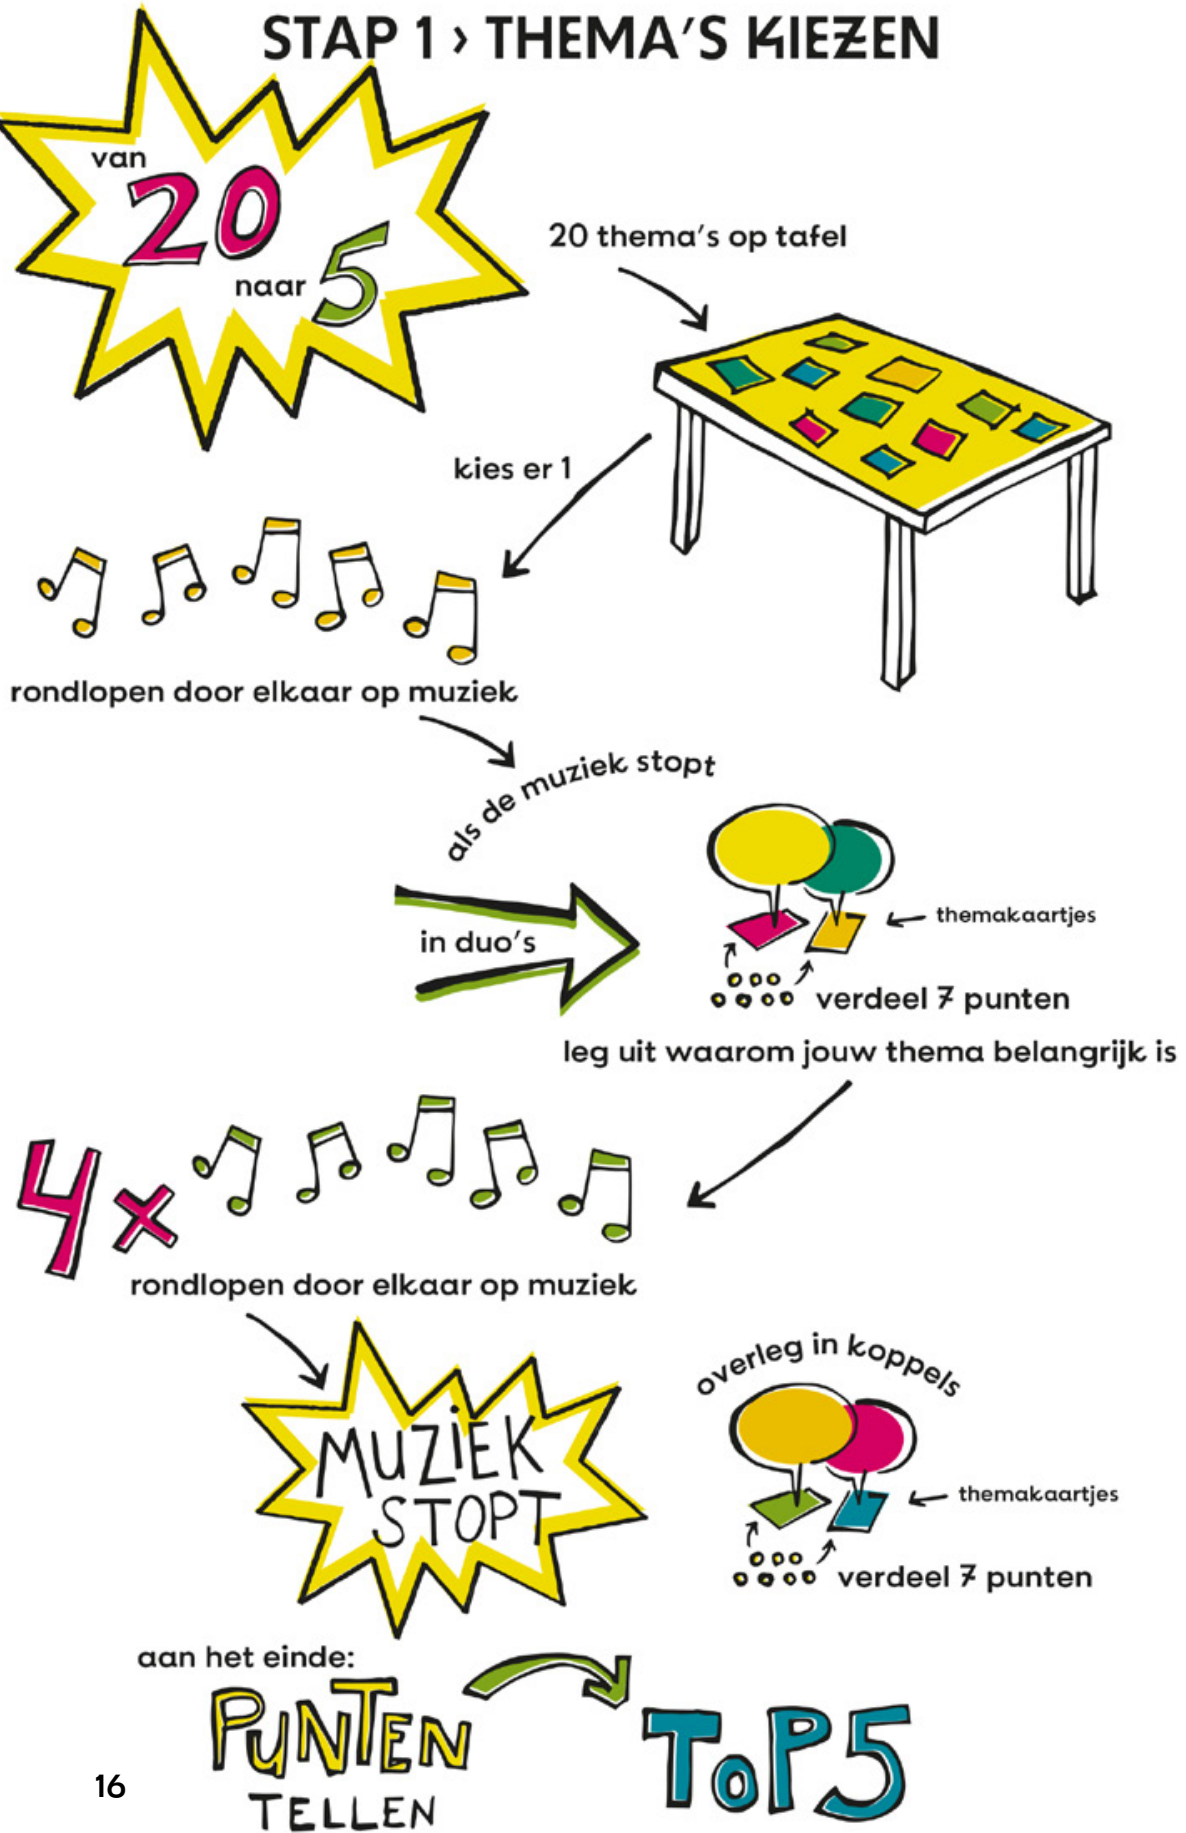 STAP 1 › THEMA'S KIEZEN
van
20
naar 5
20 thema's op tafel
kies er 1
rondlopen door elkaar op muziek
als de muziek stopt
in duo's
themakaartjes
verdeel 7 punten
leg uit waarom jouw thema belangrijk is
4x
rondlopen door elkaar op muziek
MUZiEK
STOPT
overleg in koppels
themakaartjes
verdeel 7 punten
aan het einde:
PUNTEN
TELLEN
ToP5
16